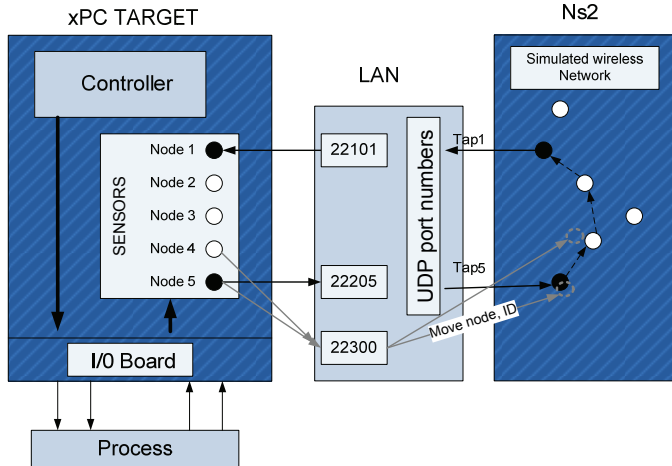 xPC TARGET
Controller
SENSORS
Node 1
Node 2
Node 3
Node 4
Node 5
I/0 Board
Process
LAN
22101
22205
22300
UDP port numbers
Ns2
Simulated wireless
Network
Tap1
Tap5
Move node, ID